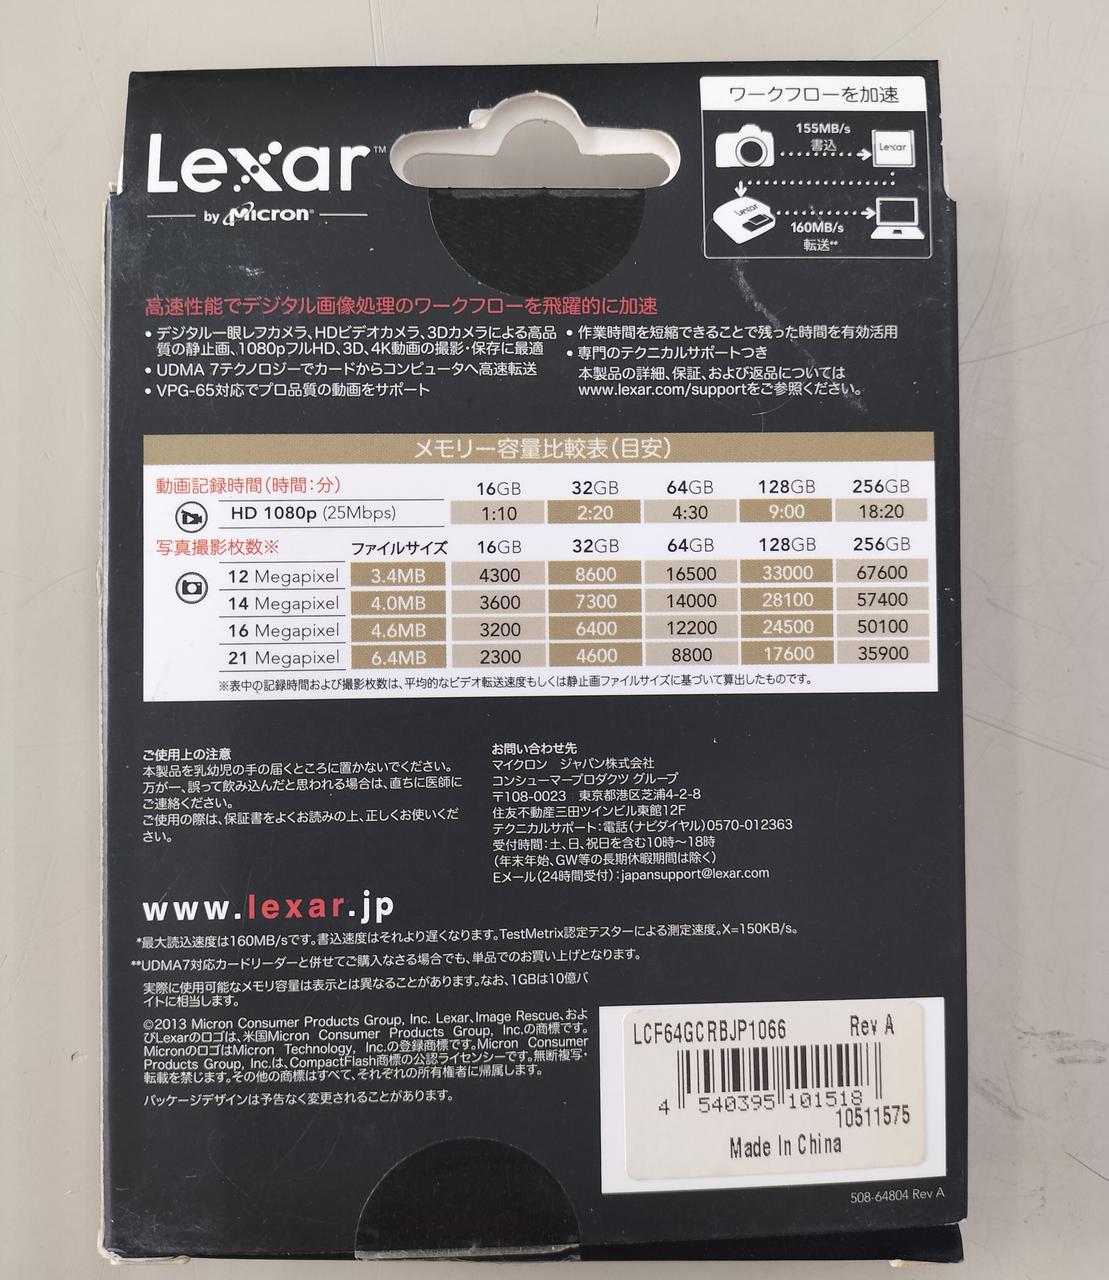 Lexar™
by Micron®
ワークフローを加速
155MB/s
書込
Lexar
Lexar
160MB/s
転送**
高速性能でデジタル画像処理のワークフローを飛躍的に加速
• デジタル一眼レフカメラ、HDビデオカメラ、3Dカメラによる高品
質の静止画、1080pフルHD、3D、4K動画の撮影・保存に最適
• UDMA 7テクノロジーでカードからコンピュータへ高速転送
• VPG-65対応でプロ品質の動画をサポート
• 作業時間を短縮できることで残った時間を有効活用
• 専門のテクニカルサポートつき
本製品の詳細、保証、および返品については
www.lexar.com/supportをご参照ください。
メモリー容量比較表（目安）
動画記録時間（時間：分） 16GB 32GB 64GB 128GB 256GB
HD 1080p (25Mbps) 1:10 2:20 4:30 9:00 18:20
写真撮影枚数※ ファイルサイズ 16GB 32GB 64GB 128GB 256GB
12 Megapixel 3.4MB 4300 8600 16500 33000 67600
14 Megapixel 4.0MB 3600 7300 14000 28100 57400
16 Megapixel 4.6MB 3200 6400 12200 24500 50100
21 Megapixel 6.4MB 2300 4600 8800 17600 35900
※表中の記録時間および撮影枚数は、平均的なビデオ転送速度もしくは静止画ファイルサイズに基づいて算出したものです。
ご使用上の注意
本製品を乳幼児の手の届くところに置かないでください。
万が一、誤って飲み込んだと思われる場合は、直ちに医師に
ご連絡ください。
ご使用の際は、保証書をよくお読みの上、正しくお使いくだ
さい。
お問い合わせ先
マイクロン ジャパン株式会社
コンシューマープロダクツ グループ
〒108-0023 東京都港区芝浦4-2-8
住友不動産三田ツインビル東館12F
テクニカルサポート：電話（ナビダイヤル）0570-012363
受付時間：土、日、祝日を含む10時～18時
（年末年始、GW等の長期休暇期間は除く）
Eメール（24時間受付）：japansupport@lexar.com
www.lexar.jp
*最大読込速度は160MB/sです。書込速度はそれより遅くなります。TestMetrix認定テスターによる測定速度。X=150KB/s。
**UDMA7対応カードリーダーと併せてご購入なさる場合でも、単品でのお買い上げとなります。
実際に使用可能なメモリ容量は表示とは異なることがあります。なお、1GBは10億バ
イトに相当します。
©2013 Micron Consumer Products Group, Inc. Lexar、Image Rescue、およ
びLexarのロゴは、米国Micron Consumer Products Group, Inc.の商標です。
MicronのロゴはMicron Technology, Inc.の登録商標です。Micron Consumer
Products Group, Inc.は、CompactFlash商標の公認ライセンシーです。無断複写・
転載を禁じます。その他の商標はすべて、それぞれの所有権者に帰属します。
パッケージデザインは予告なく変更されることがあります。
LCF64GCRBJP1066 Rev A
4 540395 101518
10511575
Made In China
508-64804 Rev A